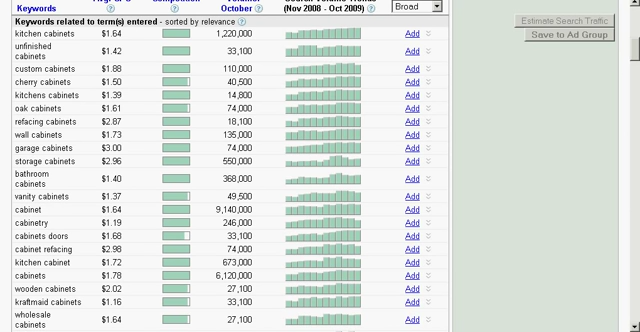 Keywords October (Nov 2008 - Oct 2009) Broad
Keywords related to term(s) entered - sorted by relevance
Estimate Search Traffic
Save to Ad Group
kitchen cabinets $1.64 1,220,000 Add
unfinished
cabinets $1.42 33,100 Add
custom cabinets $1.88 110,000 Add
cherry cabinets $1.50 40,500 Add
kitchens cabinets $1.39 14,800 Add
oak cabinets $1.61 74,000 Add
refacing cabinets $2.87 18,100 Add
wall cabinets $1.73 135,000 Add
garage cabinets $3.00 74,000 Add
storage cabinets $2.96 550,000 Add
bathroom
cabinets $1.40 368,000 Add
vanity cabinets $1.37 49,500 Add
cabinet $1.64 9,140,000 Add
cabinetry $1.19 246,000 Add
cabinets doors $1.68 33,100 Add
cabinet refacing $2.98 74,000 Add
kitchen cabinet $1.72 673,000 Add
cabinets $1.78 6,120,000 Add
wooden cabinets $2.02 27,100 Add
kraftmaid cabinets $1.16 33,100 Add
wholesale
cabinets $1.64 27,100 Add